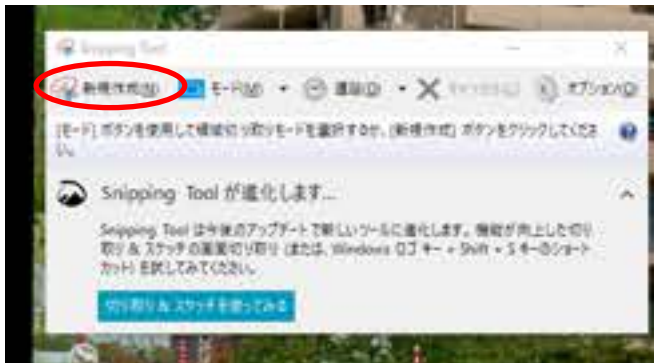 Snipping Tool
新規作成(N) モード(M) 遅延(D) キャンセル(C) オプション(O)
[モード] ボタンを使用して領域切り取りモードを選択するか、[新規作成] ボタンをクリックしてくださ
い。
Snipping Tool が進化します...
Snipping Tool は今後のアップデートで新しいツールに進化します。機能が向上した切り
取り & スケッチの画面切り取り (または、Windows ロゴ キー + Shift + S キーのショート
カット) を試してみてください。
切り取り & スケッチを使ってみる